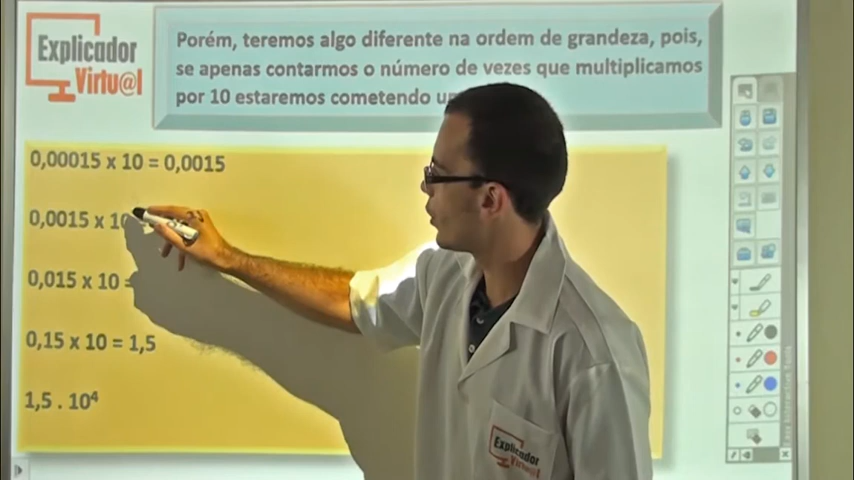 Explicador
Virtu@l
Porém, teremos algo diferente na ordem de grandeza, pois,
se apenas contarmos o número de vezes que multiplicamos
por 10 estaremos cometendo
0,00015 x 10 = 0,0015
0,0015 x 10
0,015 x 10 =
0,15 x 10 = 1,5
1,5 . 10⁴
Explicador
Virtu@l